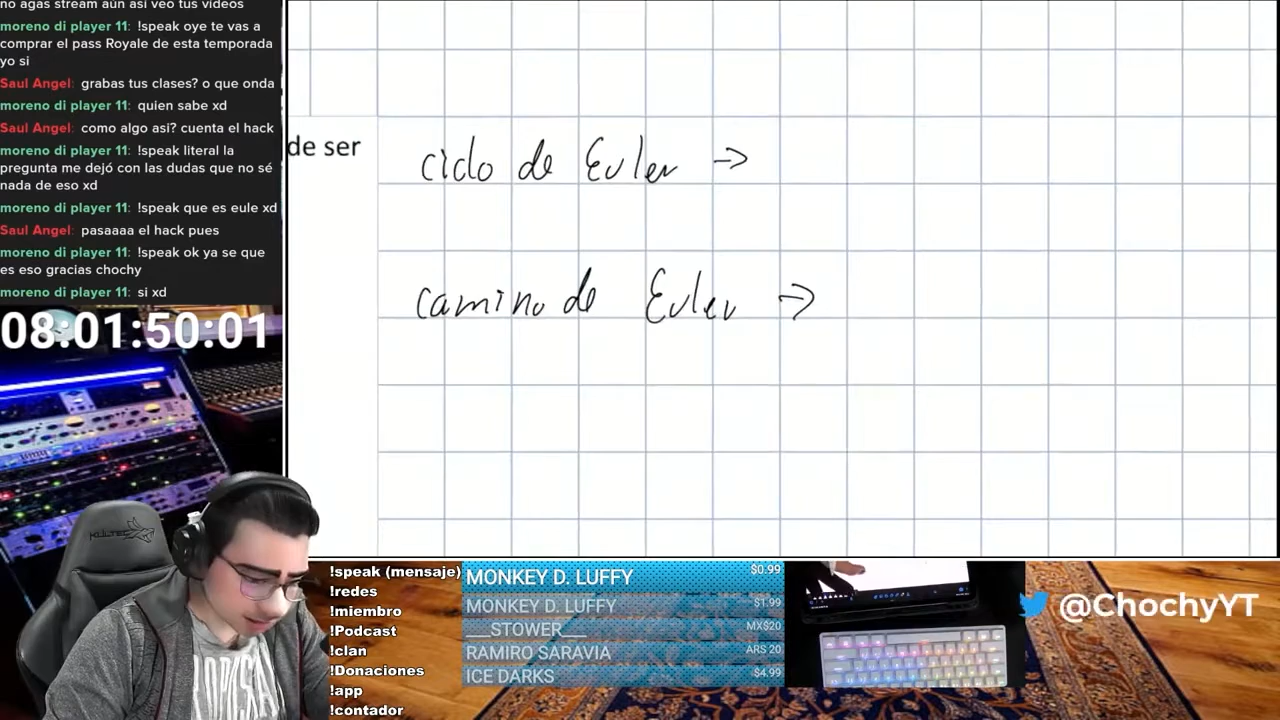 no agas stream aún asi veo tus videos
moreno di player 11: !speak oye te vas a
comprar el pass Royale de esta temporada
yo si
Saul Angel: grabas tus clases? o que onda
moreno di player 11: quien sabe xd
Saul Angel: como algo asi? cuenta el hack
moreno di player 11: !speak literal la
pregunta me dejó con las dudas que no sé
nada de eso xd
moreno di player 11: !speak que es eule xd
Saul Angel: pasaaaa el hack pues
moreno di player 11: !speak ok ya se que
es eso gracias chochy
moreno di player 11: si xd
08:01:50:01
de ser
ciclo de Euler →
camino de Euler →
!speak (mensaje)
!redes
!miembro
!Podcast
!clan
!Donaciones
!app
!contador
MONKEY D. LUFFY $0.99
MONKEY D. LUFFY $1.99
___STOWER___ MX$20
RAMIRO SARAVIA ARS 20
ICE DARKS $4.99
@ChochyYT